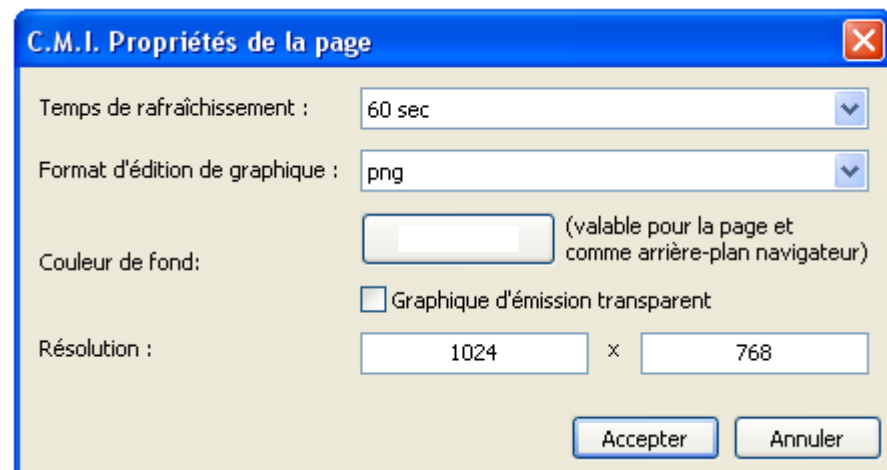 C.M.I. Propriétés de la page
Temps de rafraîchissement :
60 sec
Format d'édition de graphique :
png
Couleur de fond:
(valable pour la page et
comme arrière-plan navigateur)
Graphique d'émission transparent
Résolution :
1024
x
768
Accepter
Annuler